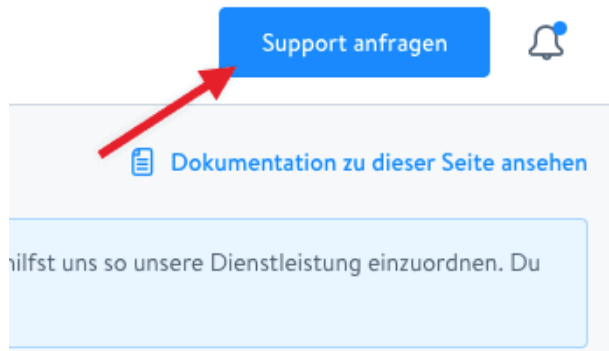 Support anfragen
Dokumentation zu dieser Seite ansehen
hilfst uns so unsere Dienstleistung einzuordnen. Du